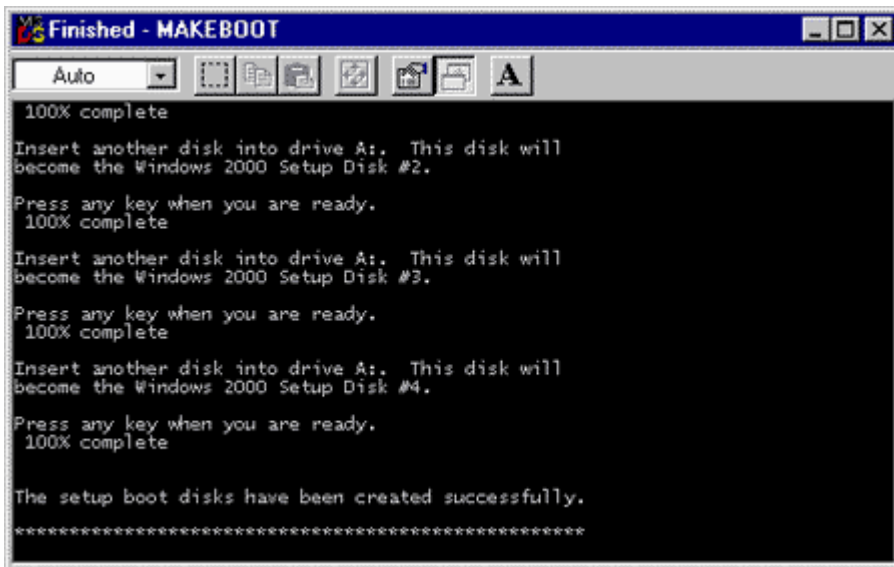 Finished - MAKEBOOT
Auto
A
100% complete
Insert another disk into drive A:. This disk will
become the Windows 2000 Setup Disk #2.
Press any key when you are ready.
100% complete
Insert another disk into drive A:. This disk will
become the Windows 2000 Setup Disk #3.
Press any key when you are ready.
100% complete
Insert another disk into drive A:. This disk will
become the Windows 2000 Setup Disk #4.
Press any key when you are ready.
100% complete
The setup boot disks have been created successfully.
****************************************************